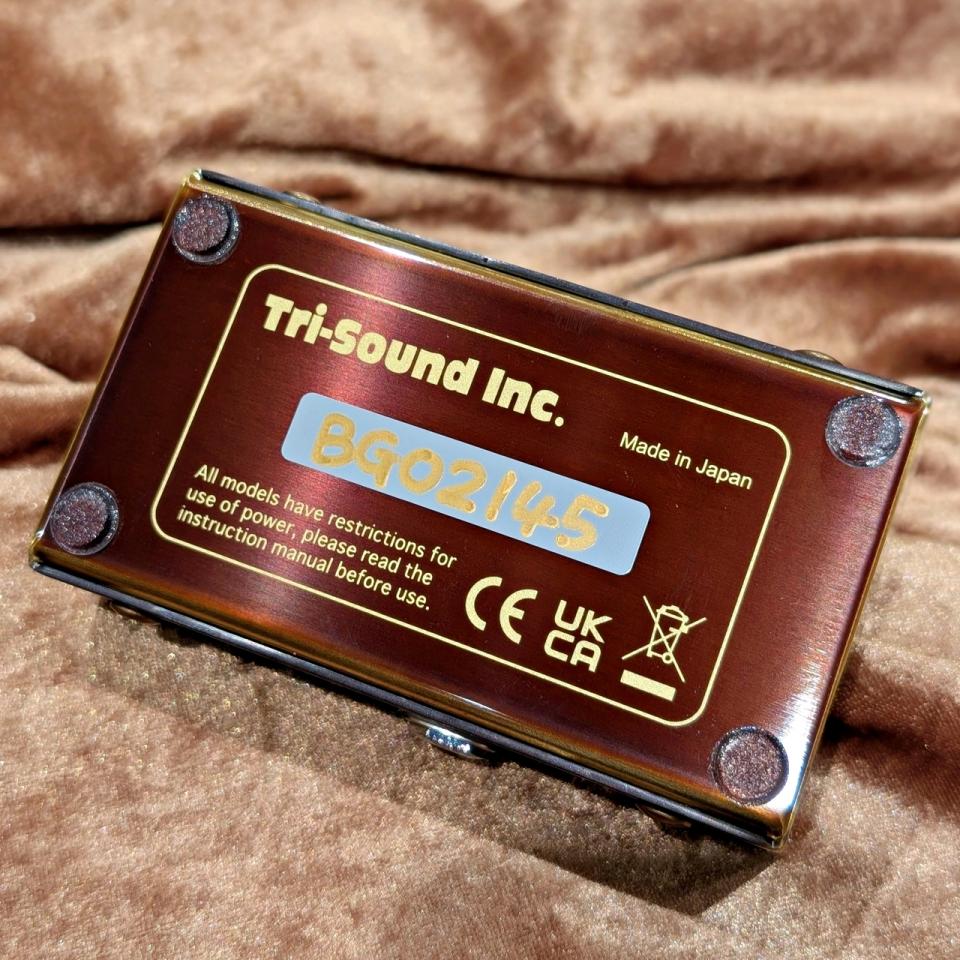 Tri-Sound Inc.
Made in Japan
BG02145
All models have restrictions for
use of power, please read the
instruction manual before use.
CE
UK
CA